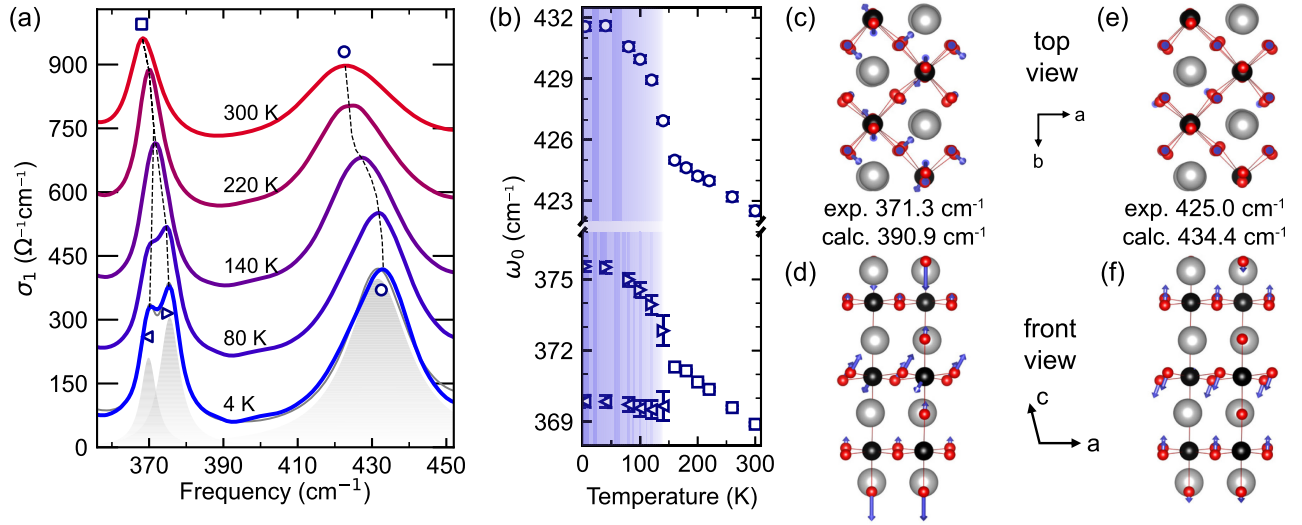 (a)
900
750
600
450
300
150
0
σ₁ (Ω⁻¹cm⁻¹)
300 K
220 K
140 K
80 K
4 K
370 390 410 430 450
Frequency (cm⁻¹)
(b)
432
429
426
425
423
375
372
369
ω₀ (cm⁻¹)
0 100 200 300
Temperature (K)
(c)
top
view
a
b
(e)
exp. 371.3 cm⁻¹
calc. 390.9 cm⁻¹
exp. 425.0 cm⁻¹
calc. 434.4 cm⁻¹
(d)
front
view
c
a
(f)